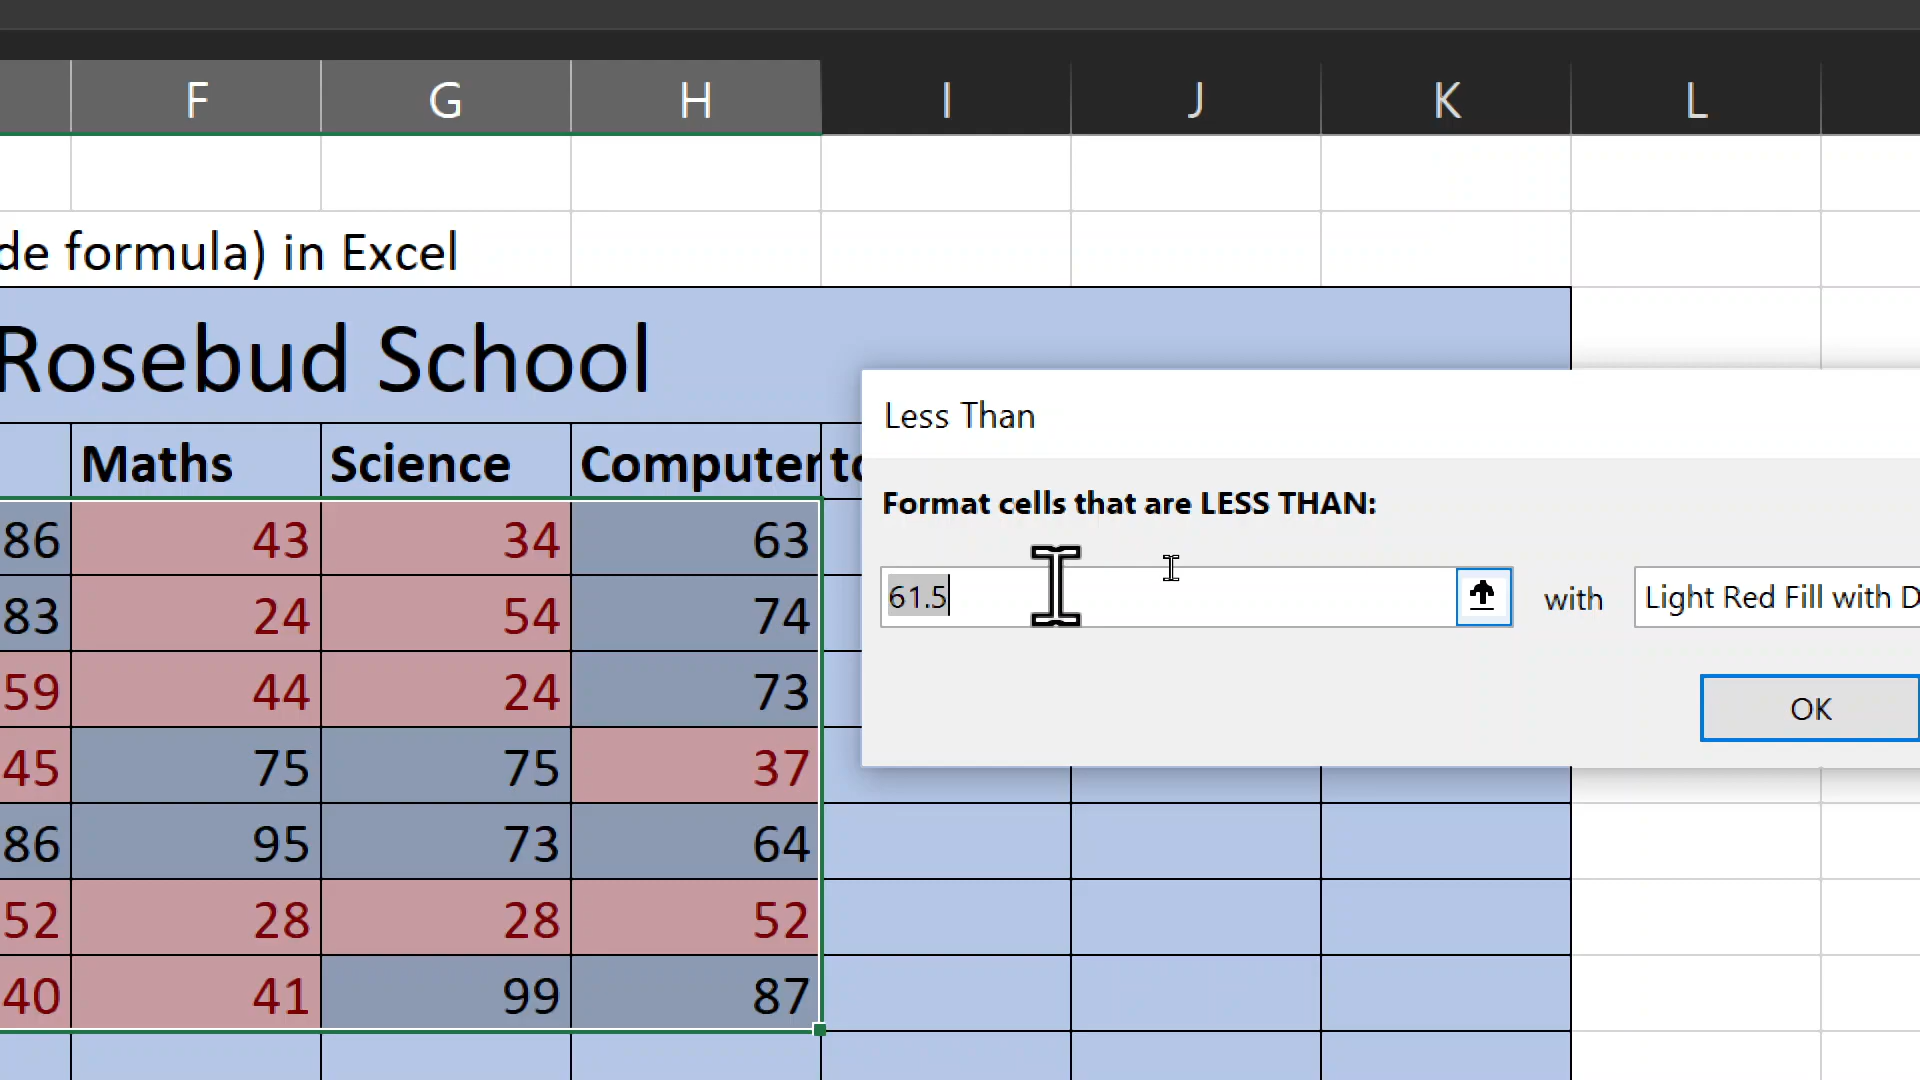 F G H I J K L
de formula) in Excel
Rosebud School
Less Than
Maths Science Computer to
Format cells that are LESS THAN:
86 43 34 63
61.5 with Light Red Fill with D
83 24 54 74
59 44 24 73
OK
45 75 75 37
86 95 73 64
52 28 28 52
40 41 99 87